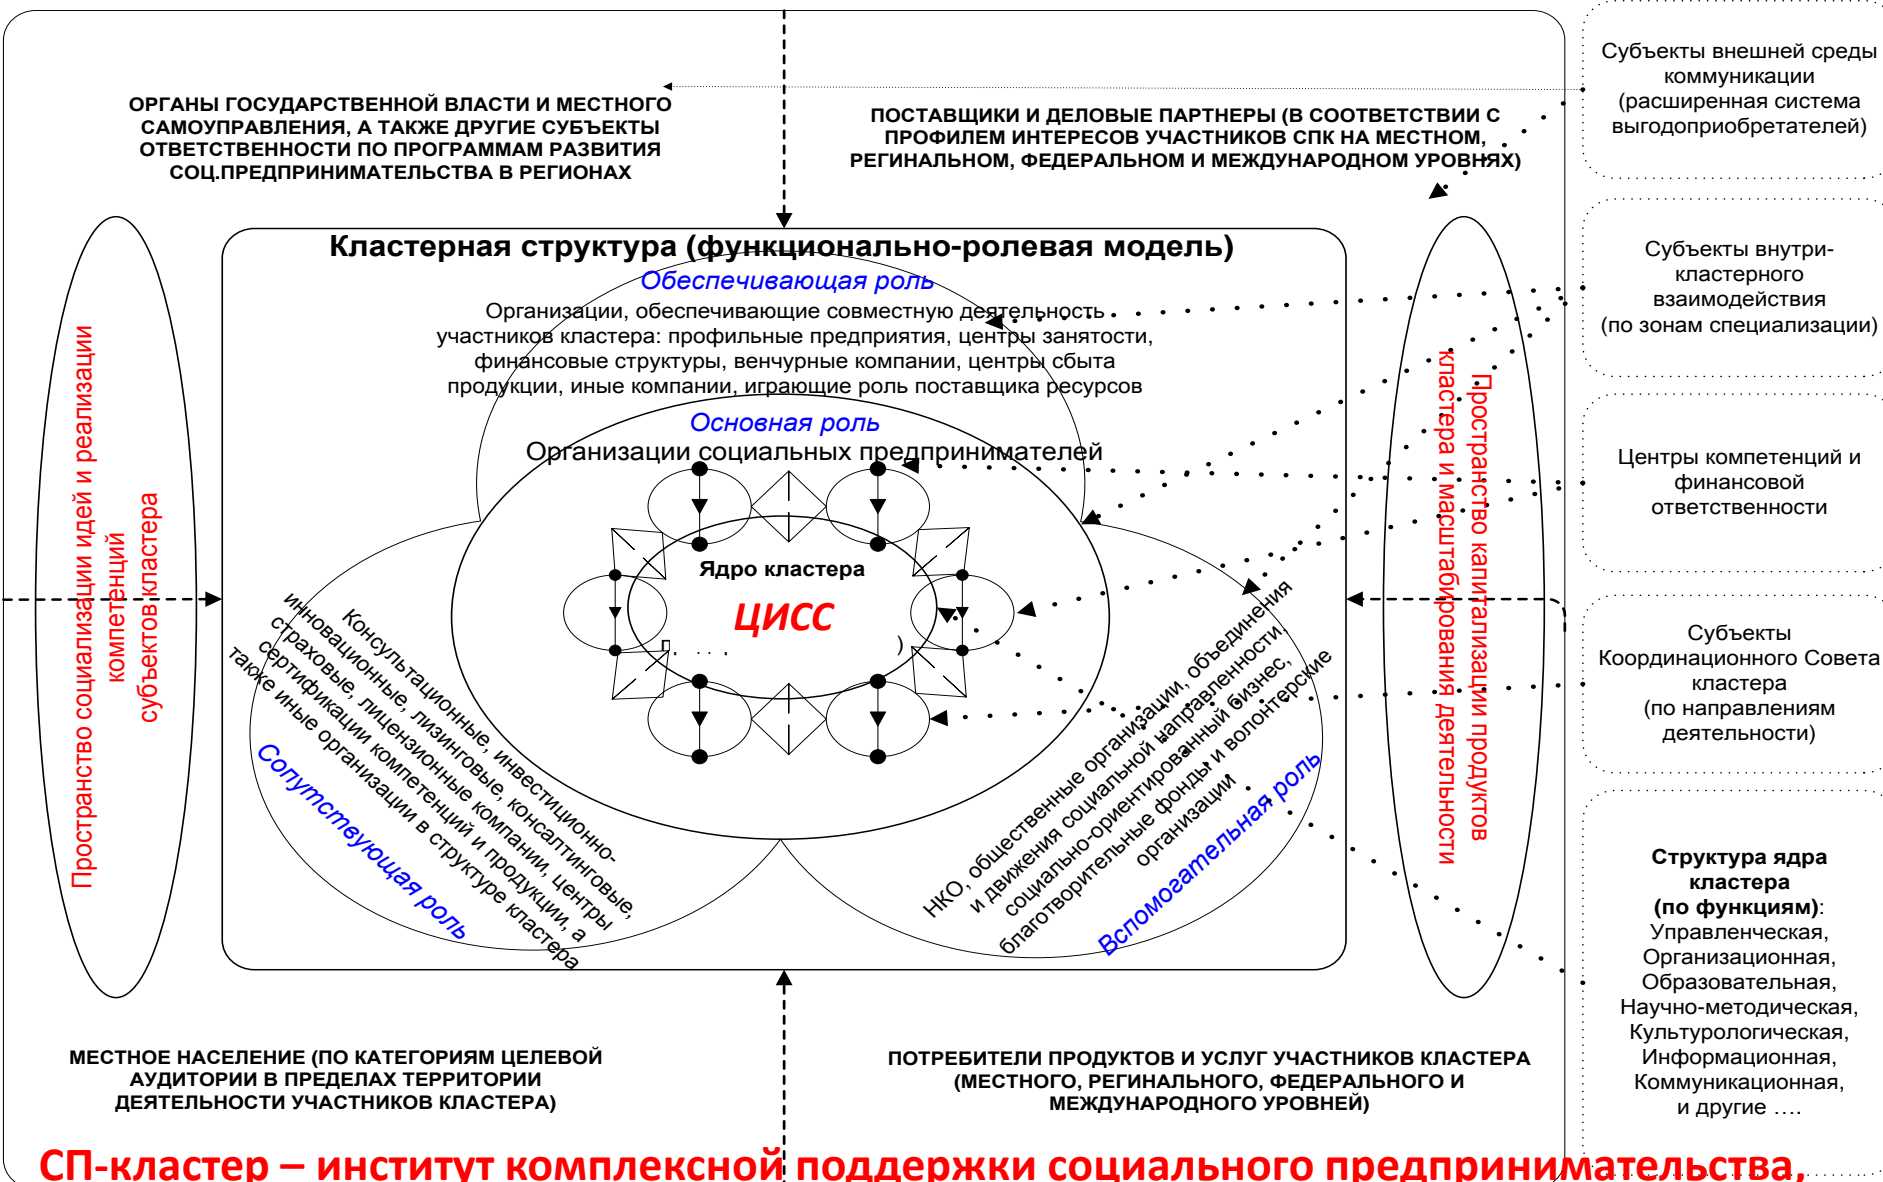 ОРГАНЫ ГОСУДАРСТВЕННОЙ ВЛАСТИ И МЕСТНОГО
САМОУПРАВЛЕНИЯ, А ТАКЖЕ ДРУГИЕ СУБЪЕКТЫ
ОТВЕТСТВЕННОСТИ ПО ПРОГРАММАМ РАЗВИТИЯ
СОЦ.ПРЕДПРИНИМАТЕЛЬСТВА В РЕГИОНАХ
ПОСТАВЩИКИ И ДЕЛОВЫЕ ПАРТНЕРЫ (В СООТВЕТСТВИИ С
ПРОФИЛЕМ ИНТЕРЕСОВ УЧАСТНИКОВ СПК НА МЕСТНОМ,
РЕГИНАЛЬНОМ, ФЕДЕРАЛЬНОМ И МЕЖДУНАРОДНОМ УРОВНЯХ)
Пространство социализации идей и реализации
компетенций
субъектов кластера
Кластерная структура (функционально-ролевая модель)
Обеспечивающая роль
Организации, обеспечивающие совместную деятельность
участников кластера: профильные предприятия, центры занятости,
финансовые структуры, венчурные компании, центры сбыта
продукции, иные компании, играющие роль поставщика ресурсов
Основная роль
Организации социальных предпринимателей
Ядро кластера
ЦИСС
Консультационные, инвестиционно-
инновационные, лизинговые, консалтинговые,
страховые, лицензионные компании, центры
сертификации компетенций и продукции, а
также иные организации в структуре кластера
Сопутствующая роль
НКО, общественные организации, объединения
и движения социальной направленности,
социально-ориентированный бизнес,
благотворительные фонды и волонтерские
организации
Вспомогательная роль
Пространство капитализации продуктов
кластера и масштабирования деятельности
МЕСТНОЕ НАСЕЛЕНИЕ (ПО КАТЕГОРИЯМ ЦЕЛЕВОЙ
АУДИТОРИИ В ПРЕДЕЛАХ ТЕРРИТОРИИ
ДЕЯТЕЛЬНОСТИ УЧАСТНИКОВ КЛАСТЕРА)
ПОТРЕБИТЕЛИ ПРОДУКТОВ И УСЛУГ УЧАСТНИКОВ КЛАСТЕРА
(МЕСТНОГО, РЕГИНАЛЬНОГО, ФЕДЕРАЛЬНОГО И
МЕЖДУНАРОДНОГО УРОВНЕЙ)
Субъекты внешней среды
коммуникации
(расширенная система
выгодоприобретателей)
Субъекты внутри-
кластерного
взаимодействия
(по зонам специализации)
Центры компетенций и
финансовой
ответственности
Субъекты
Координационного Совета
кластера
(по направлениям
деятельности)
Структура ядра
кластера
(по функциям):
Управленческая,
Организационная,
Образовательная,
Научно-методическая,
Культурологическая,
Информационная,
Коммуникационная,
и другие ….
СП-кластер – институт комплексной поддержки социального предпринимательства,